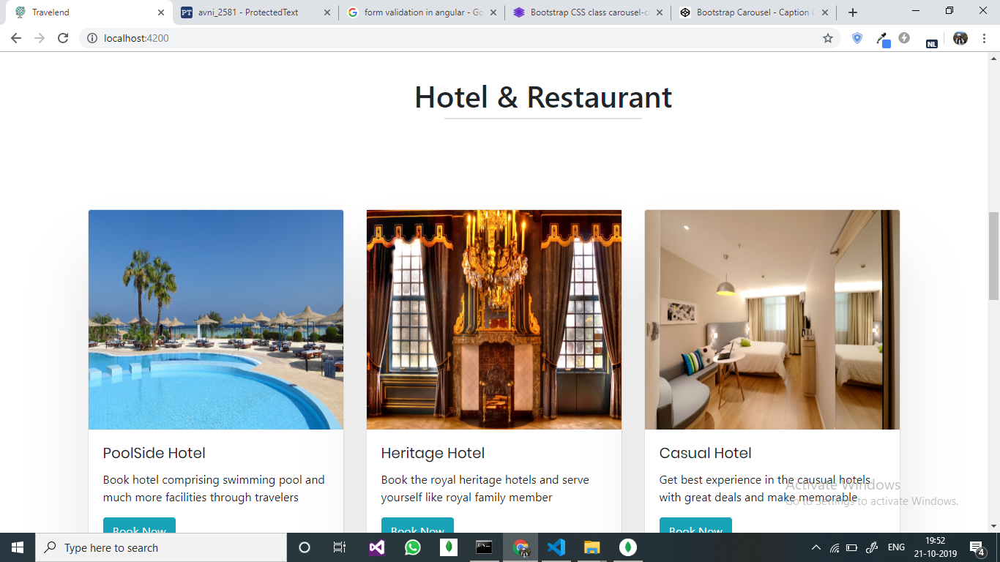 Travelend
avni_2581 - ProtectedText
form validation in angular - Go
Bootstrap CSS class carousel-c
Bootstrap Carousel - Caption
localhost:4200
NL
Hotel & Restaurant
PoolSide Hotel
Book hotel comprising swimming pool and
much more facilities through travelers
Book Now
Heritage Hotel
Book the royal heritage hotels and serve
yourself like royal family member
Book Now
Casual Hotel
Get best experience in the causual hotels
with great deals and make memorable
Book Now
Activate Windows
Go to Settings to activate Windows.
Type here to search
ENG
19:52
21-10-2019
4
PT